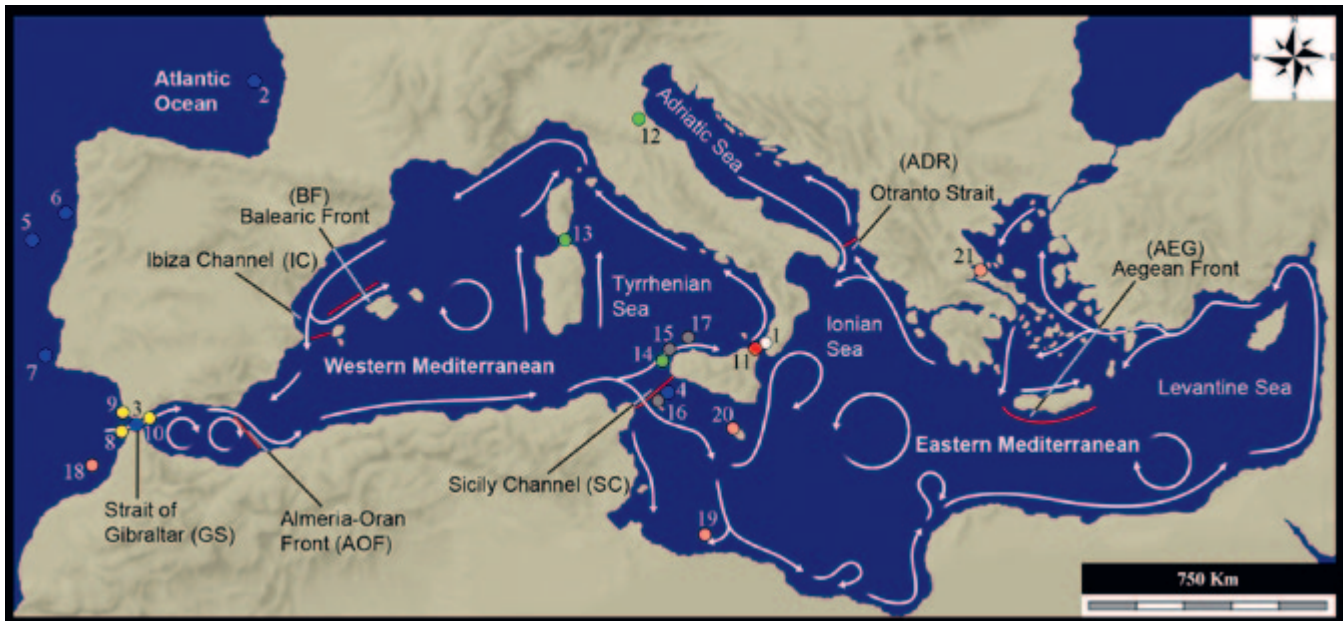 N
W
E
S
Atlantic
Ocean
2
12
Adriatic Sea
(ADR)
Otranto Strait
6
5
(BF)
Balearic Front
Ibiza Channel (IC)
13
21
(AEG)
Aegean Front
Tyrrhenian
Sea
17
15
1
14
11
Ionian
Sea
7
Western Mediterranean
4
16
Levantine Sea
9
3
10
8
20
Eastern Mediterranean
18
Sicily Channel (SC)
Strait of
Gibraltar (GS)
Almeria-Oran
Front (AOF)
19
750 Km